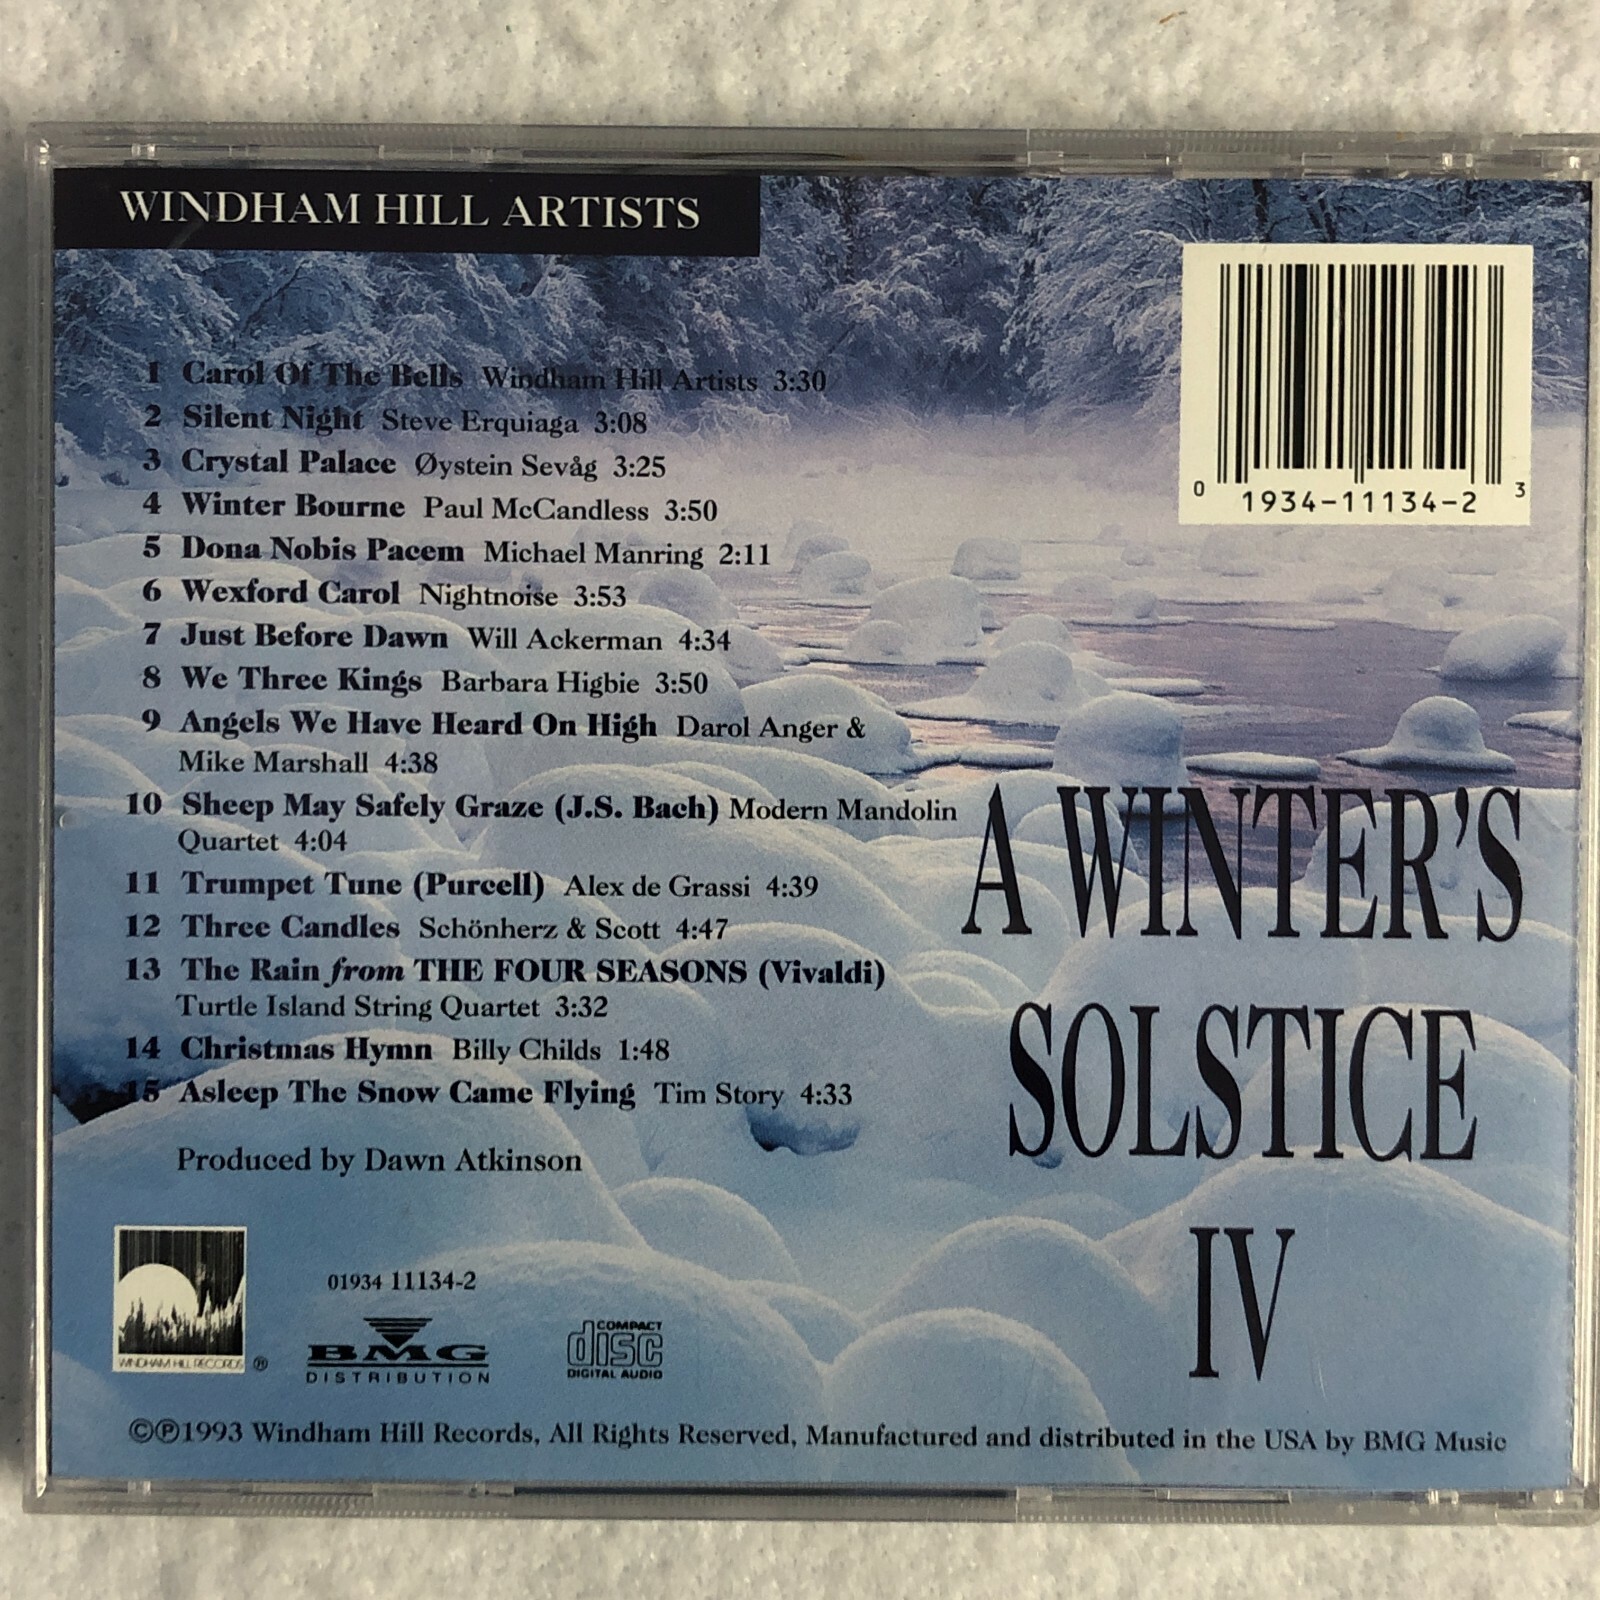 WINDHAM HILL ARTISTS
0 1934-11134-2 3
1 Carol Of The Bells Windham Hill Artists 3:30
2 Silent Night Steve Erquiaga 3:08
3 Crystal Palace Øystein Sevåg 3:25
4 Winter Bourne Paul McCandless 3:50
5 Dona Nobis Pacem Michael Manring 2:11
6 Wexford Carol Nightnoise 3:53
7 Just Before Dawn Will Ackerman 4:34
8 We Three Kings Barbara Higbie 3:50
9 Angels We Have Heard On High Darol Anger &
Mike Marshall 4:38
10 Sheep May Safely Graze (J.S. Bach) Modern Mandolin
Quartet 4:04
11 Trumpet Tune (Purcell) Alex de Grassi 4:39
12 Three Candles Schönherz & Scott 4:47
13 The Rain from THE FOUR SEASONS (Vivaldi)
Turtle Island String Quartet 3:32
14 Christmas Hymn Billy Childs 1:48
15 Asleep The Snow Came Flying Tim Story 4:33
Produced by Dawn Atkinson
A WINTER'S
SOLSTICE
IV
WINDHAM HILL RECORDS ®
01934 11134-2
BMG
DISTRIBUTION
COMPACT
disc
DIGITAL AUDIO
©℗1993 Windham Hill Records, All Rights Reserved, Manufactured and distributed in the USA by BMG Music